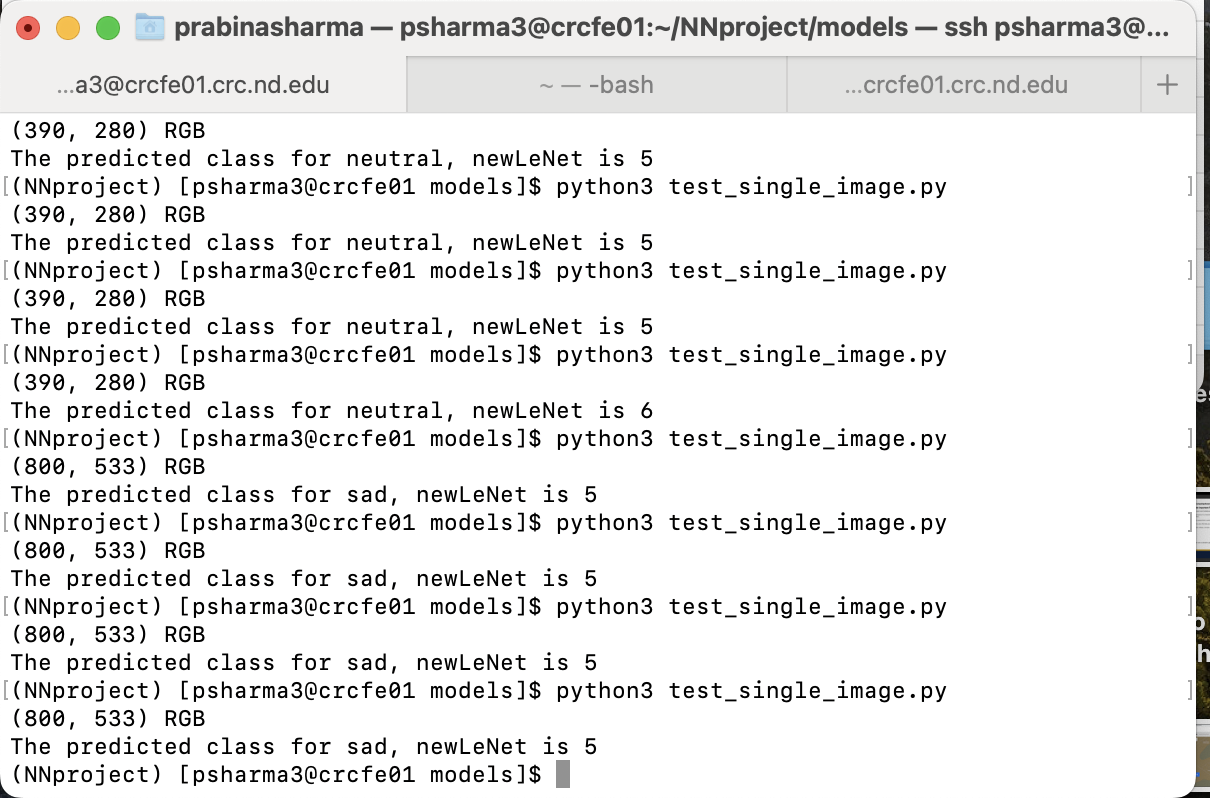 prabinasharma — psharma3@crcfe01:~/NNproject/models — ssh psharma3@...
...a3@crcfe01.crc.nd.edu
~ — -bash
...crcfe01.crc.nd.edu
+
(390, 280) RGB
The predicted class for neutral, newLeNet is 5
[(NNproject) [psharma3@crcfe01 models]$ python3 test_single_image.py ]
(390, 280) RGB
The predicted class for neutral, newLeNet is 5
[(NNproject) [psharma3@crcfe01 models]$ python3 test_single_image.py ]
(390, 280) RGB
The predicted class for neutral, newLeNet is 5
[(NNproject) [psharma3@crcfe01 models]$ python3 test_single_image.py ]
(390, 280) RGB
The predicted class for neutral, newLeNet is 6
[(NNproject) [psharma3@crcfe01 models]$ python3 test_single_image.py ]
(800, 533) RGB
The predicted class for sad, newLeNet is 5
[(NNproject) [psharma3@crcfe01 models]$ python3 test_single_image.py ]
(800, 533) RGB
The predicted class for sad, newLeNet is 5
[(NNproject) [psharma3@crcfe01 models]$ python3 test_single_image.py ]
(800, 533) RGB
The predicted class for sad, newLeNet is 5
[(NNproject) [psharma3@crcfe01 models]$ python3 test_single_image.py ]
(800, 533) RGB
The predicted class for sad, newLeNet is 5
(NNproject) [psharma3@crcfe01 models]$